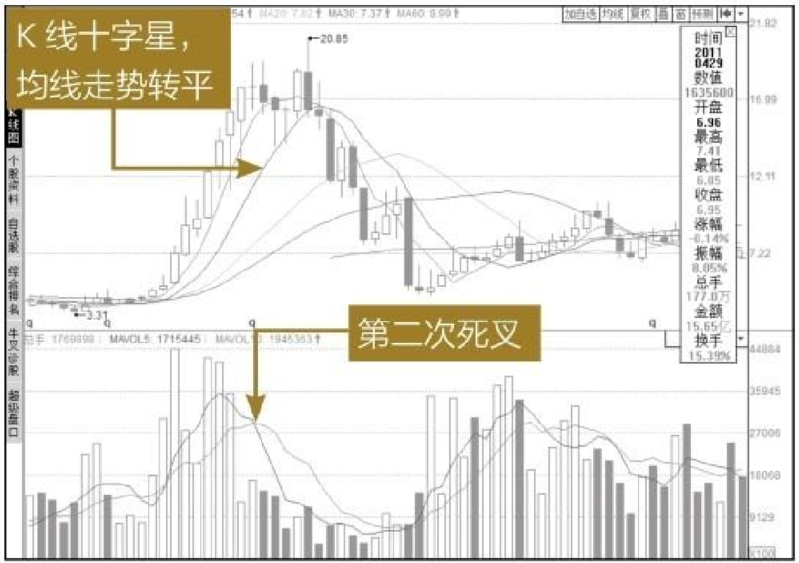 54↑ MA20: 7.82↑ MA30: 7.37↑ MA60: 6.99↑
加自选 均线 复权 叠 窗 预测
K 线十字星，
均线走势转平
20.85
21.82
16.09
12.11
7.22
时间
2011
0429
数值
1635600
开盘
6.96
最高
7.41
最低
6.85
收盘
6.95
涨幅
-0.14%
振幅
8.05%
总手
177.0万
金额
15.65亿
换手
15.39%
K线图
个股资料
自选股
综合排名
牛叉诊股
超级盘口
3.31
q
q
q
q
总手: 1769898↓ MAVOL5: 1715445↑ MAVOL10: 1945363↑
第二次死叉
44884
35945
27006
18068
9129
X100